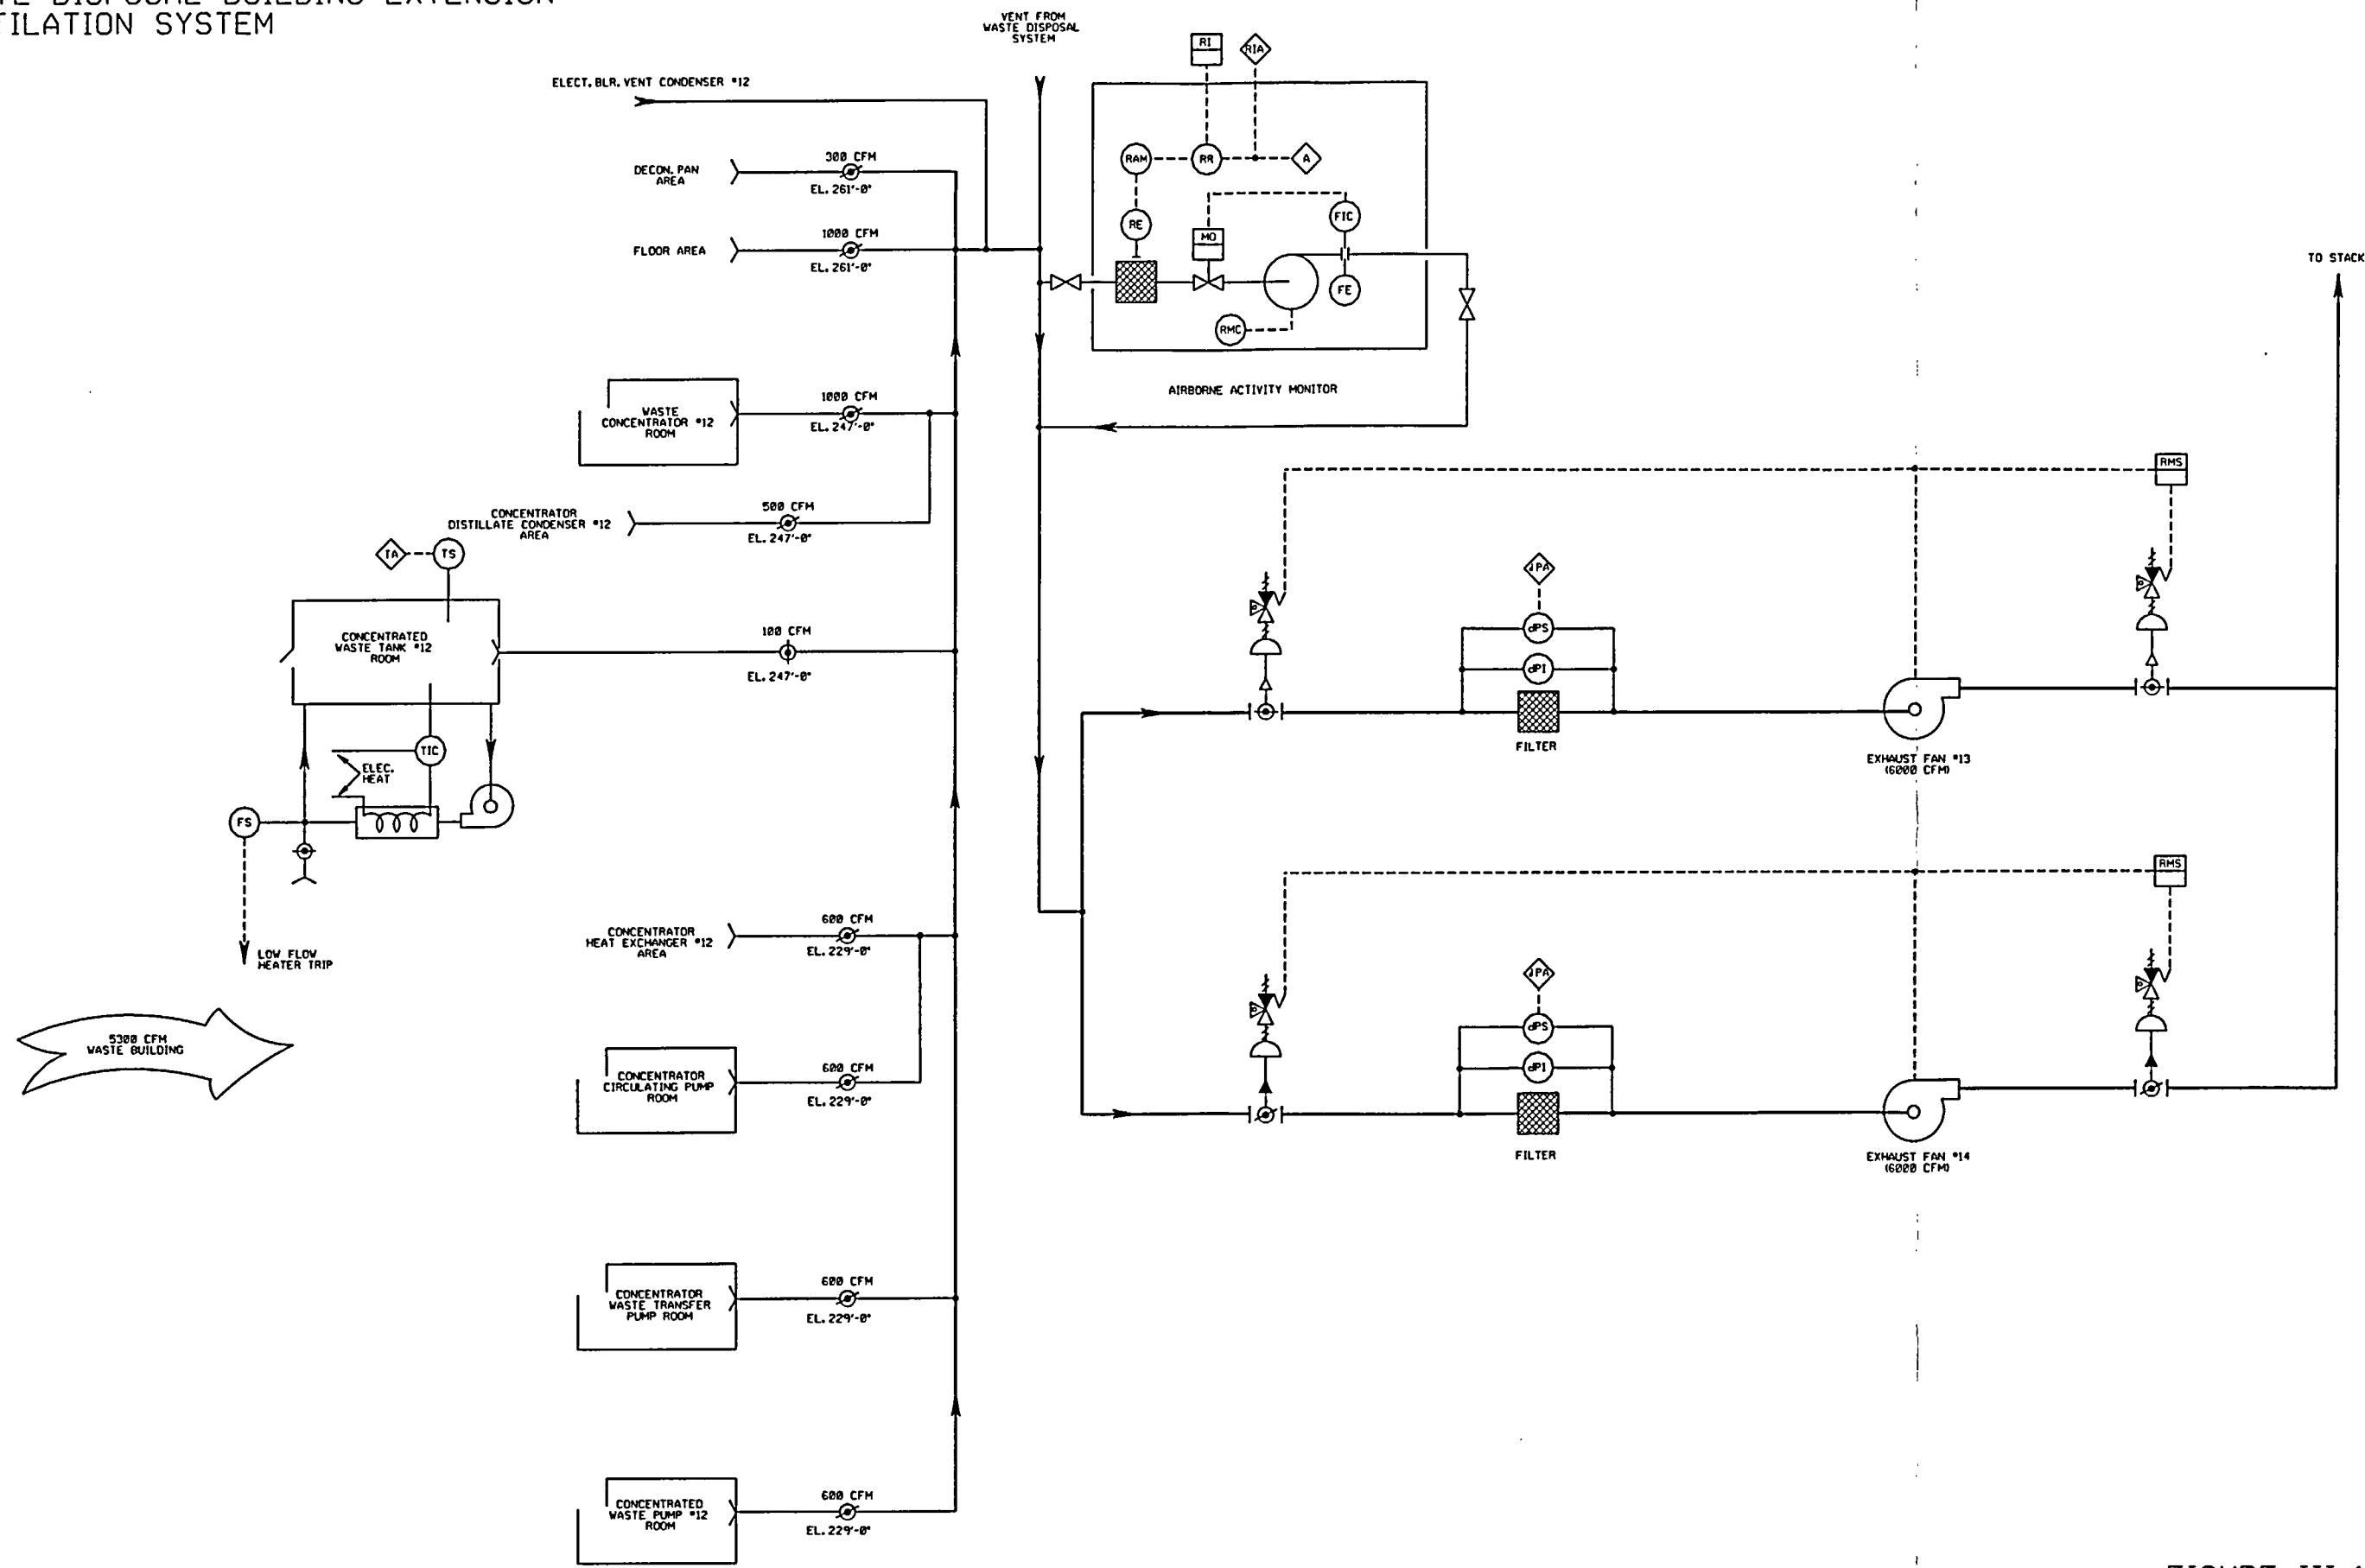 TE DISPOSAL BUILDING EXTENSION
TILATION SYSTEM
VENT FROM
WASTE DISPOSAL
SYSTEM
ELECT. BLR. VENT CONDENSER #12
RI
RIA
DECON. PAN
AREA
300 CFM
EL. 261'-0"
RAM
RR
A
FLOOR AREA
1000 CFM
EL. 261'-0"
RE
MO
FIC
FE
RMC
AIRBORNE ACTIVITY MONITOR
TO STACK
WASTE
CONCENTRATOR #12
ROOM
1000 CFM
EL. 247'-0"
CONCENTRATOR
DISTILLATE CONDENSER #12
AREA
500 CFM
EL. 247'-0"
TA
TS
CONCENTRATED
WASTE TANK #12
ROOM
100 CFM
EL. 247'-0"
TIC
ELEC.
HEAT
FS
LOW FLOW
HEATER TRIP
RMS
dPA
dPS
dPI
FILTER
EXHAUST FAN #13
(6000 CFM)
CONCENTRATOR
HEAT EXCHANGER #12
AREA
600 CFM
EL. 229'-0"
5300 CFM
WASTE BUILDING
CONCENTRATOR
CIRCULATING PUMP
ROOM
600 CFM
EL. 229'-0"
RMS
dPA
dPS
dPI
FILTER
EXHAUST FAN #14
(6000 CFM)
CONCENTRATOR
WASTE TRANSFER
PUMP ROOM
600 CFM
EL. 229'-0"
CONCENTRATED
WASTE PUMP #12
ROOM
600 CFM
EL. 229'-0"